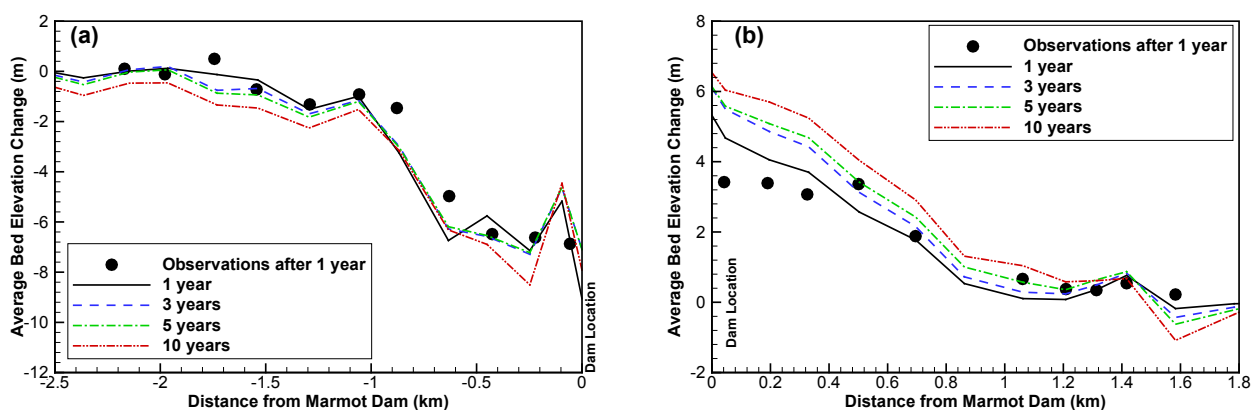 (a)
2
0
-2
-4
-6
-8
-10
-12
Average Bed Elevation Change (m)
Observations after 1 year
1 year
3 years
5 years
10 years
Dam Location
-2.5 -2 -1.5 -1 -0.5 0
Distance from Marmot Dam (km)
(b)
8
6
4
2
0
-2
Average Bed Elevation Change (m)
Observations after 1 year
1 year
3 years
5 years
10 years
Dam Location
0 0.2 0.4 0.6 0.8 1 1.2 1.4 1.6 1.8
Distance from Marmot Dam (km)